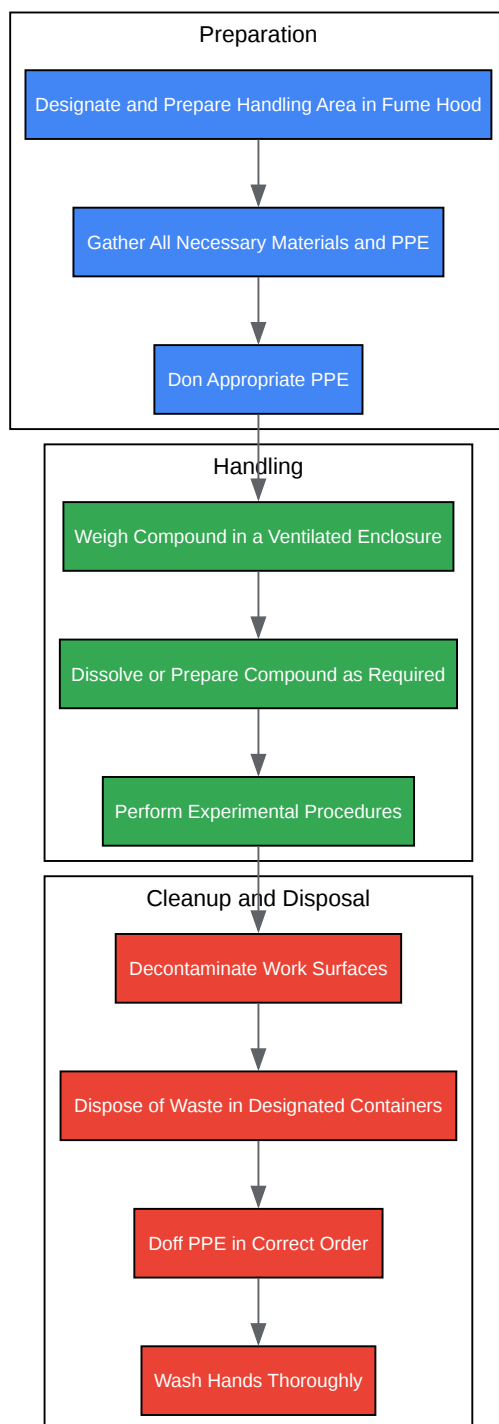 Preparation
Designate and Prepare Handling Area in Fume Hood
Gather All Necessary Materials and PPE
Don Appropriate PPE
Handling
Weigh Compound in a Ventilated Enclosure
Dissolve or Prepare Compound as Required
Perform Experimental Procedures
Cleanup and Disposal
Decontaminate Work Surfaces
Dispose of Waste in Designated Containers
Doff PPE in Correct Order
Wash Hands Thoroughly